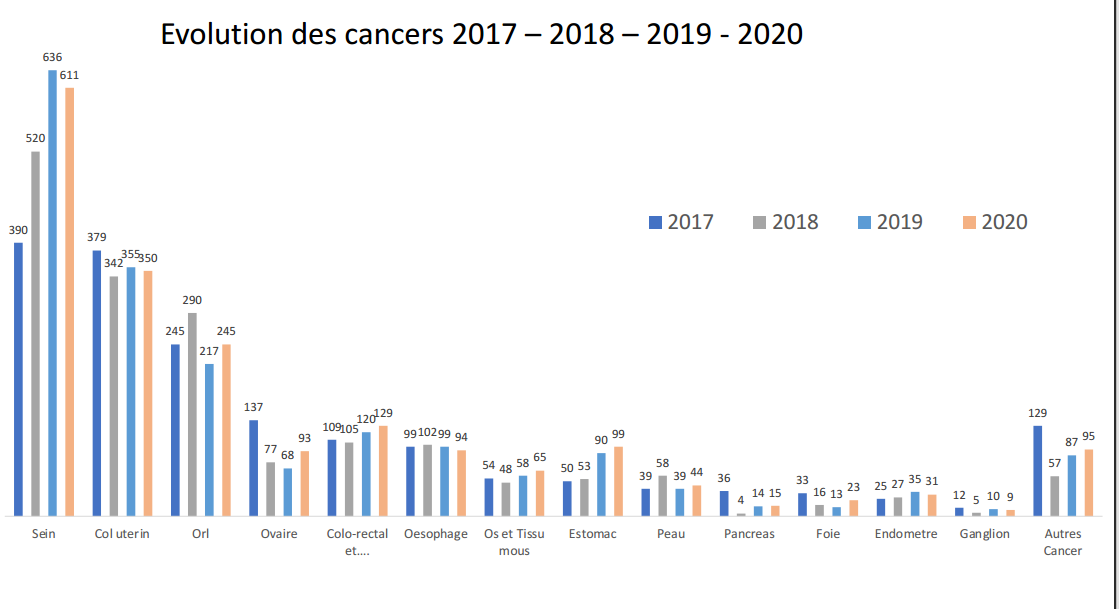 Evolution des cancers 2017 – 2018 – 2019 - 2020
2017 2018 2019 2020
390 520 636 611
379 342 355 350
245 290 217 245
137 77 68 93
109 105 120 129
99 102 99 94
54 48 58 65
50 53 90 99
39 58 39 44
36 4 14 15
33 16 13 23
25 27 35 31
12 5 10 9
129 57 87 95
Sein
Col uterin
Orl
Ovaire
Colo-rectal
et....
Oesophage
Os et Tissu
mous
Estomac
Peau
Pancreas
Foie
Endometre
Ganglion
Autres
Cancer